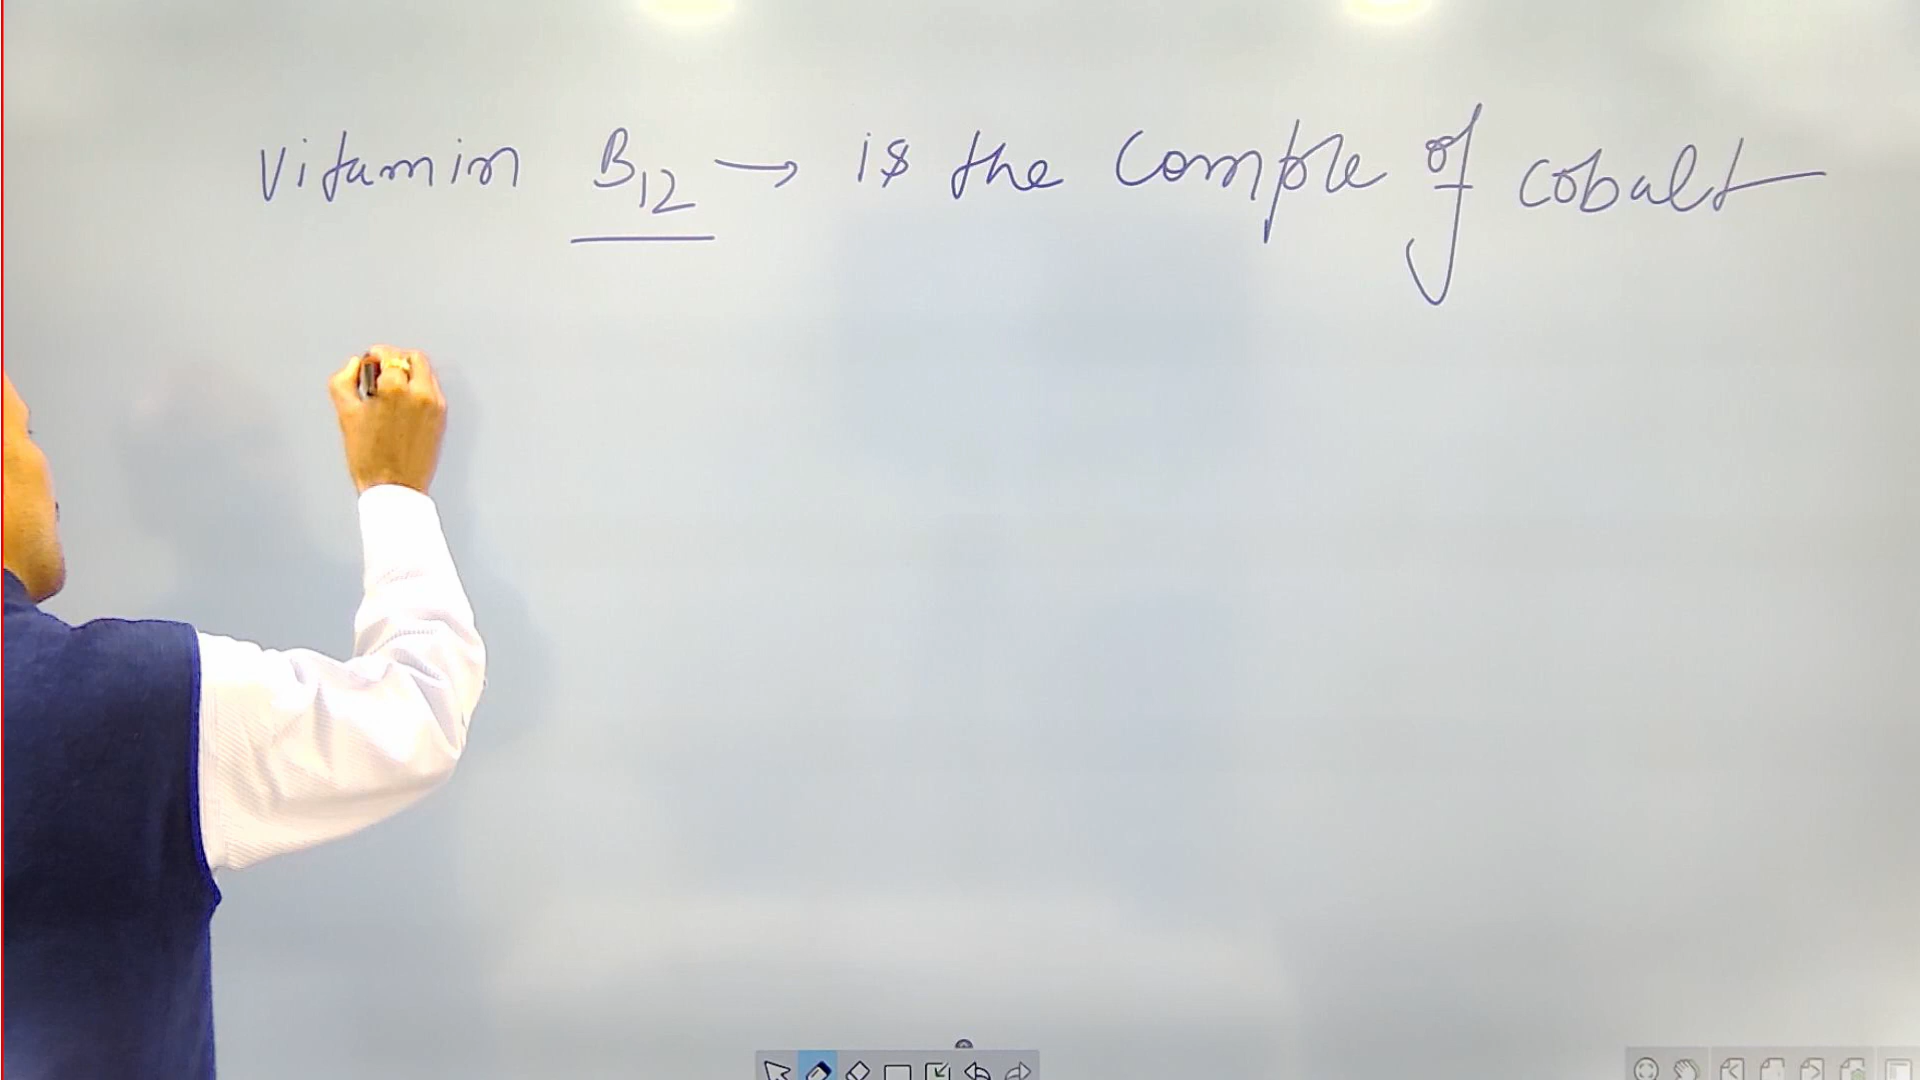 Vitamin B12 → is the comple of cobalt